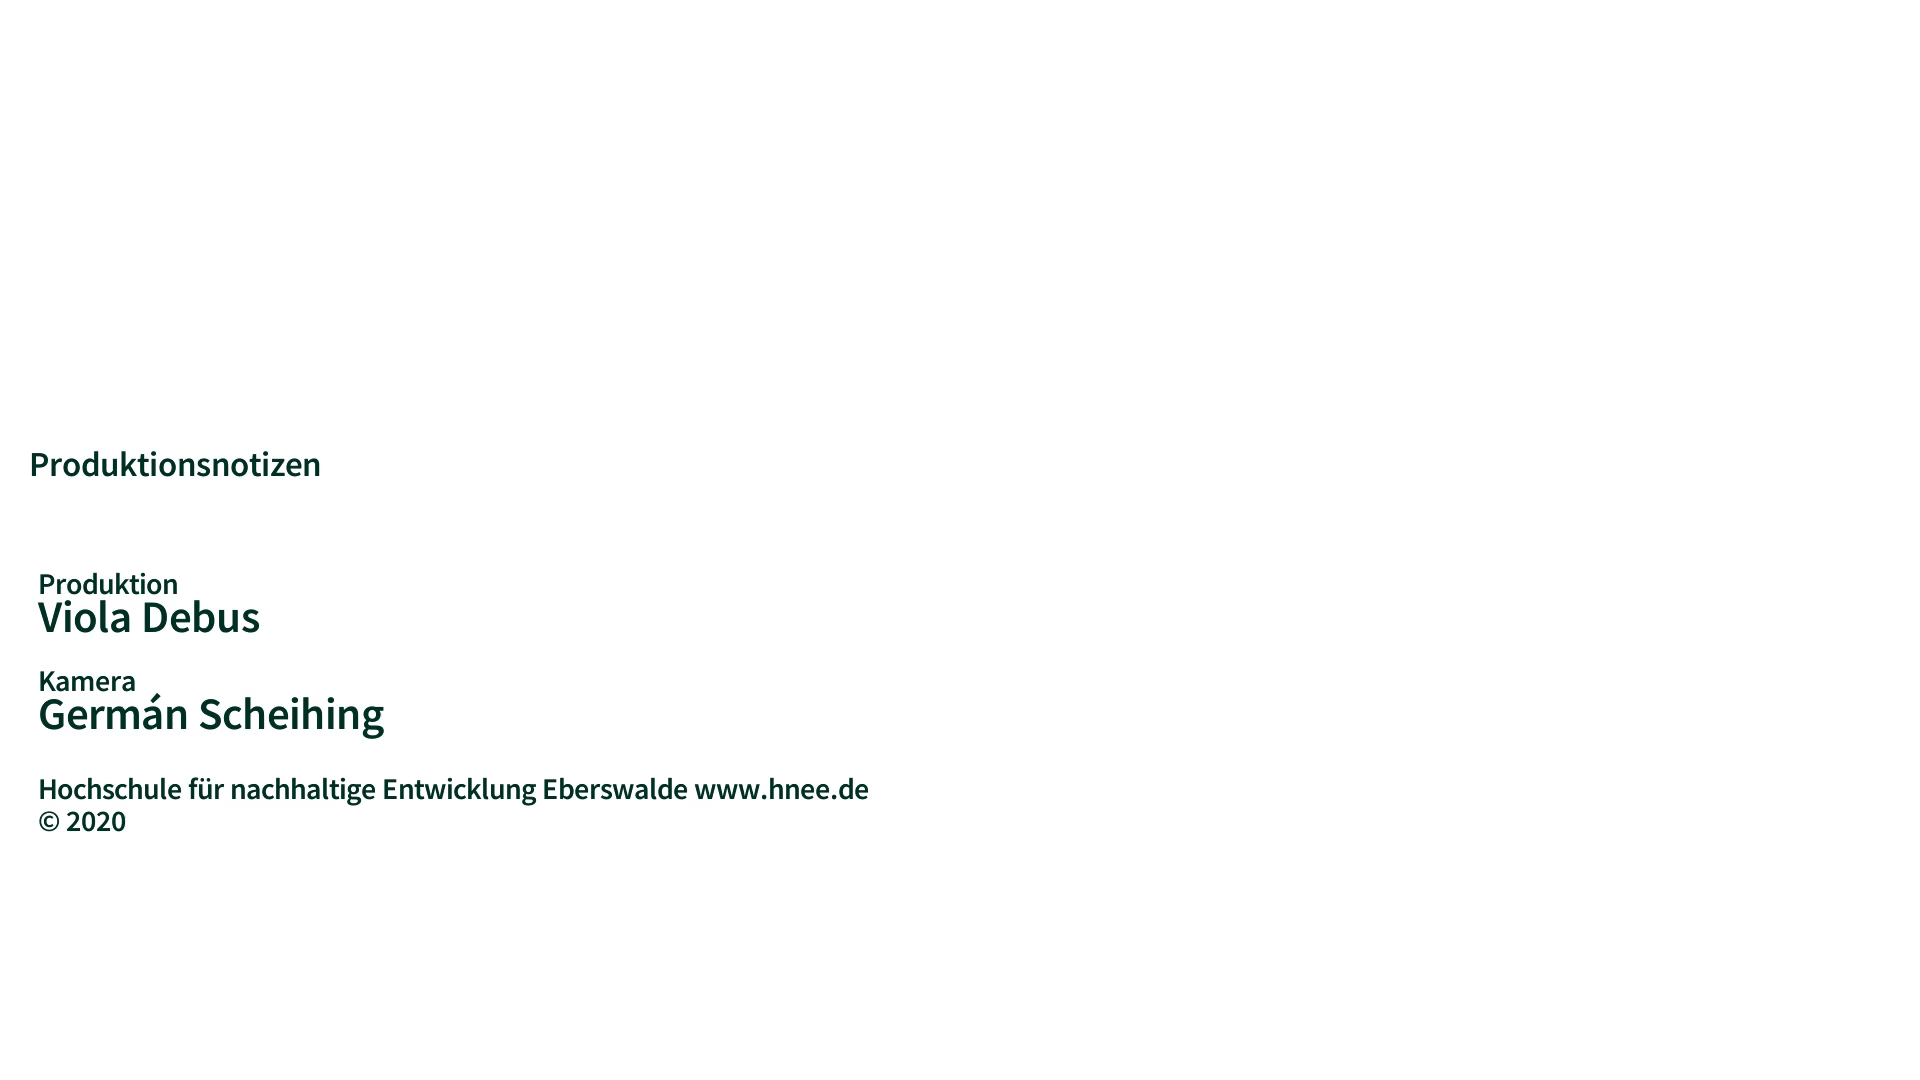 Produktionsnotizen
Produktion
Viola Debus
Kamera
Germán Scheihing
Hochschule für nachhaltige Entwicklung Eberswalde www.hnee.de
© 2020